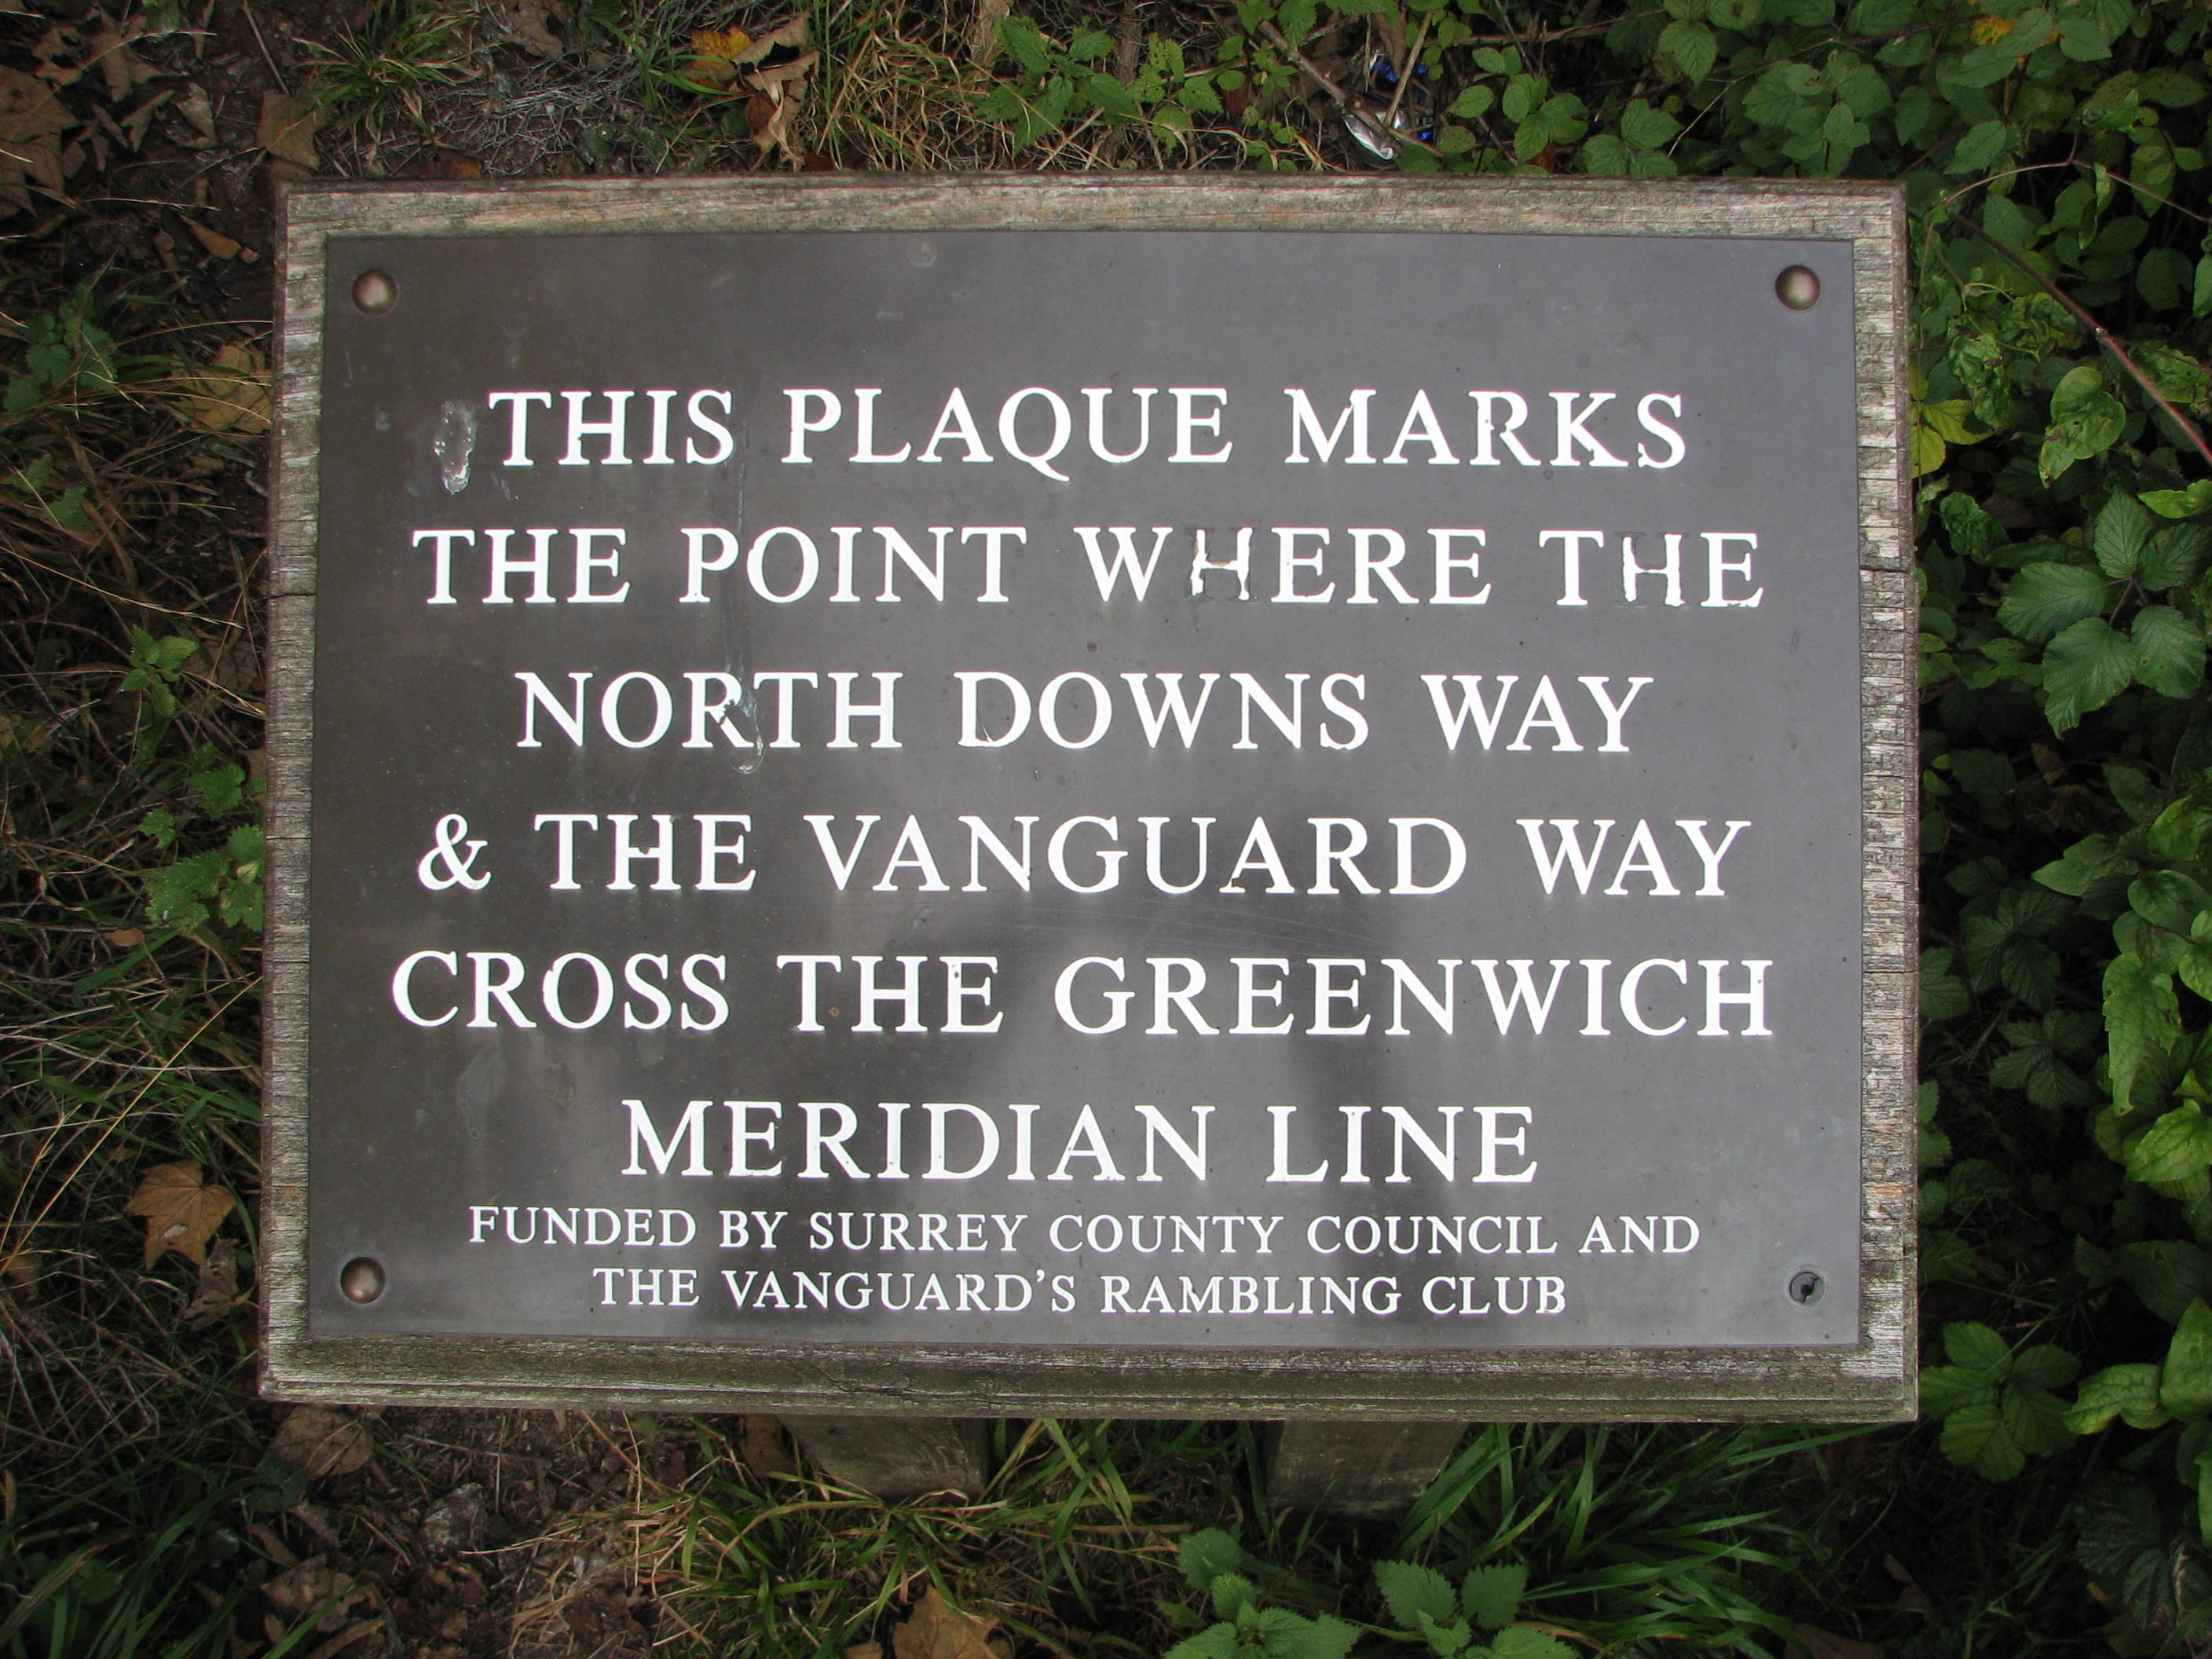 THIS PLAQUE MARKS
THE POINT WHERE THE
NORTH DOWNS WAY
& THE VANGUARD WAY
CROSS THE GREENWICH
MERIDIAN LINE
FUNDED BY SURREY COUNTY COUNCIL AND
THE VANGUARD'S RAMBLING CLUB